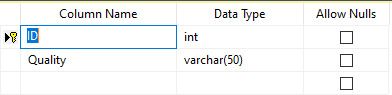 Column Name Data Type Allow Nulls
ID int
Quality varchar(50)